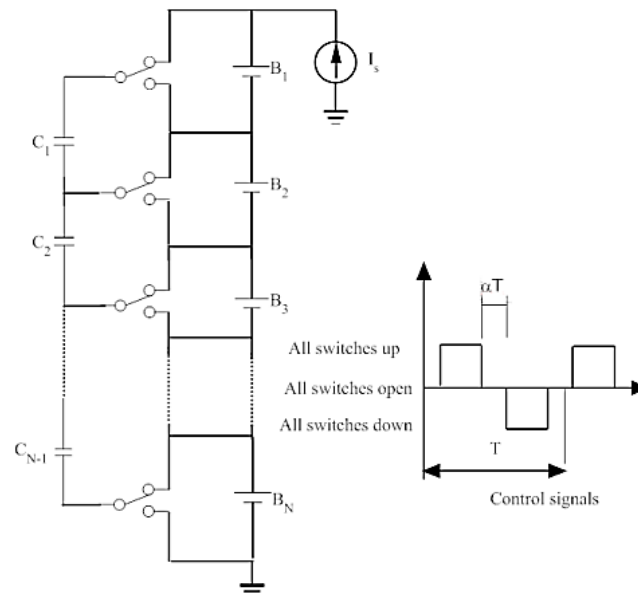 B1
Is
C1
B2
C2
B3
αT
All switches up
All switches open
All switches down
CN-1
T
BN
Control signals